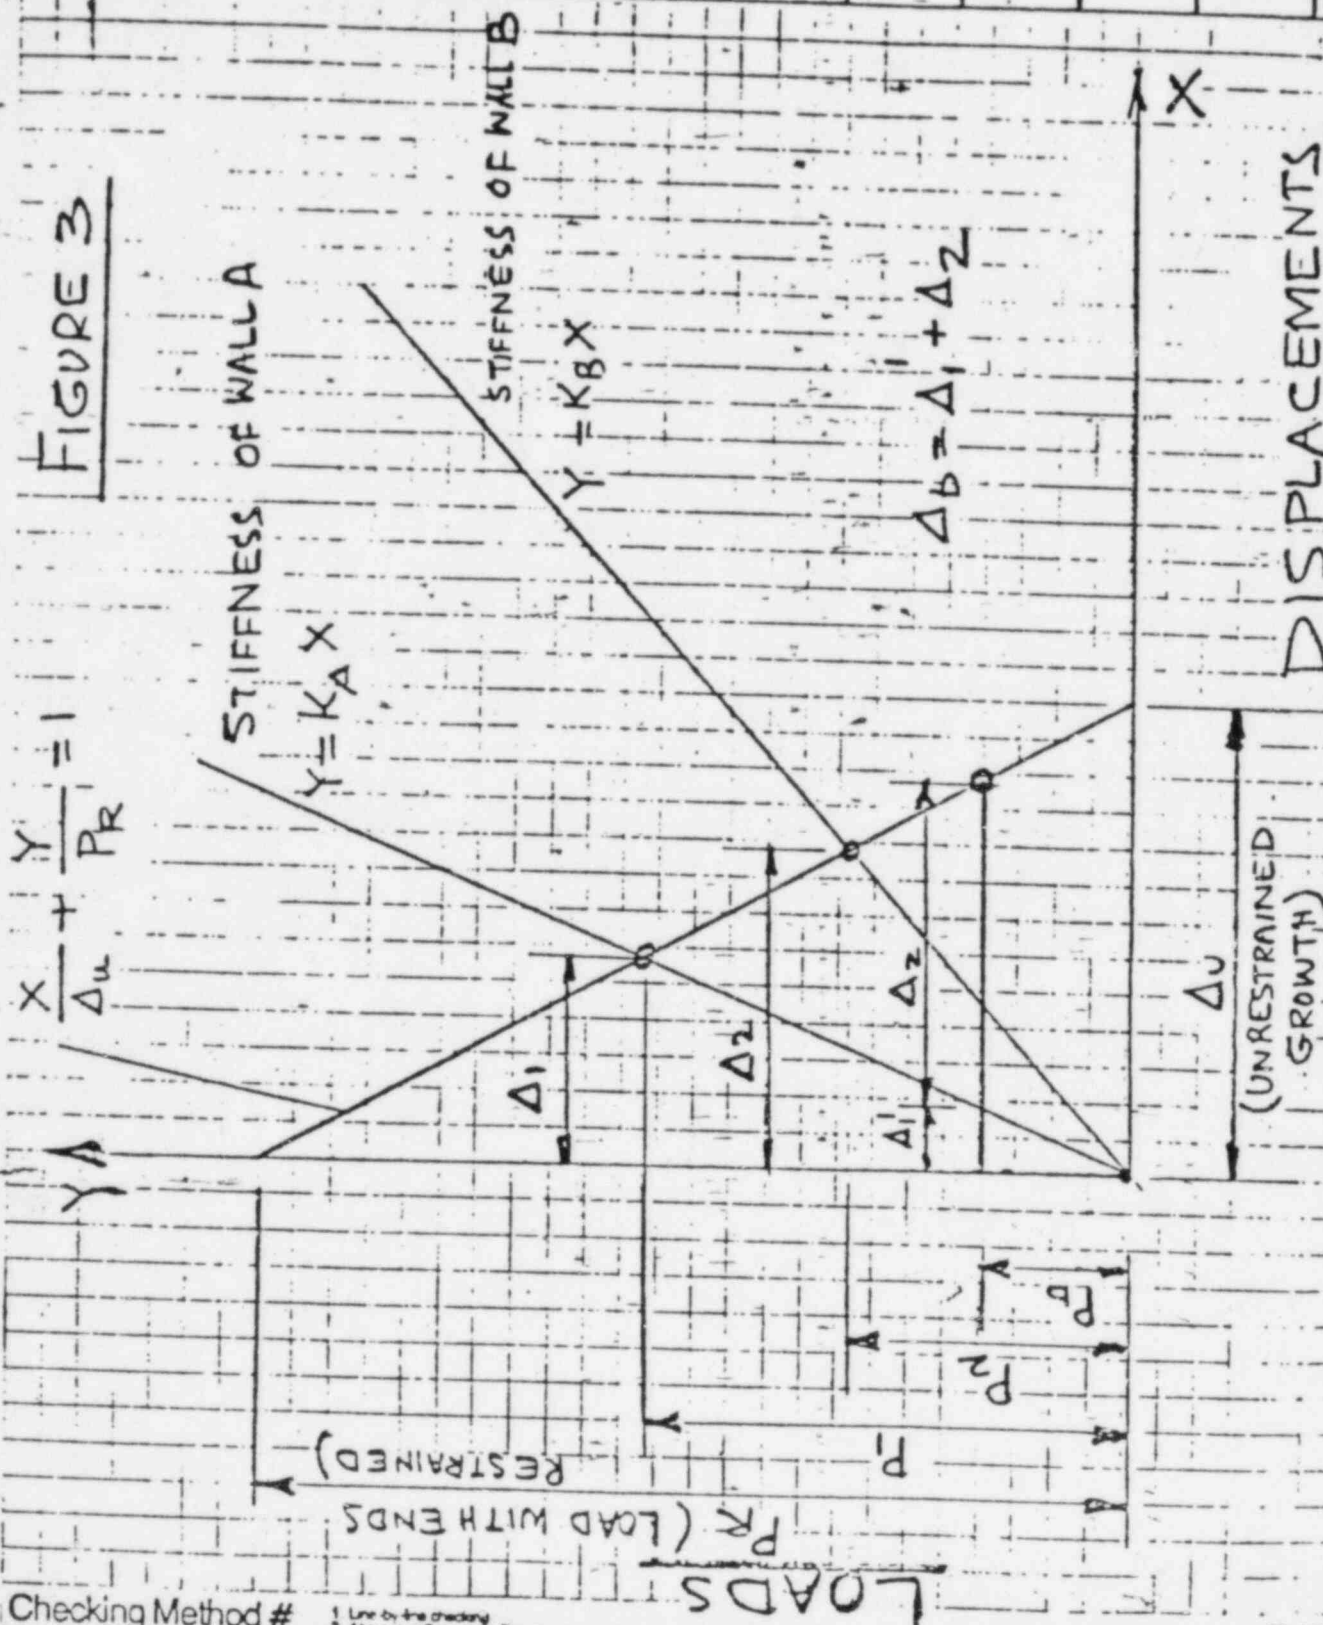 FIGURE 3
X/Δu + Y/PR = 1
STIFFNESS OF WALL A
Y = KA X
STIFFNESS OF WALL B
Y = KB X
Δb = Δ1' + Δ2
Y
Δ1
Δ2
Δ1'
Δ2
X
ΔU
(UNRESTRAINED
GROWTH)
DISPLACEMENTS
LOADS
PR (LOAD WITH ENDS
RESTRAINED)
P1
P2
Pb
Checking Method #